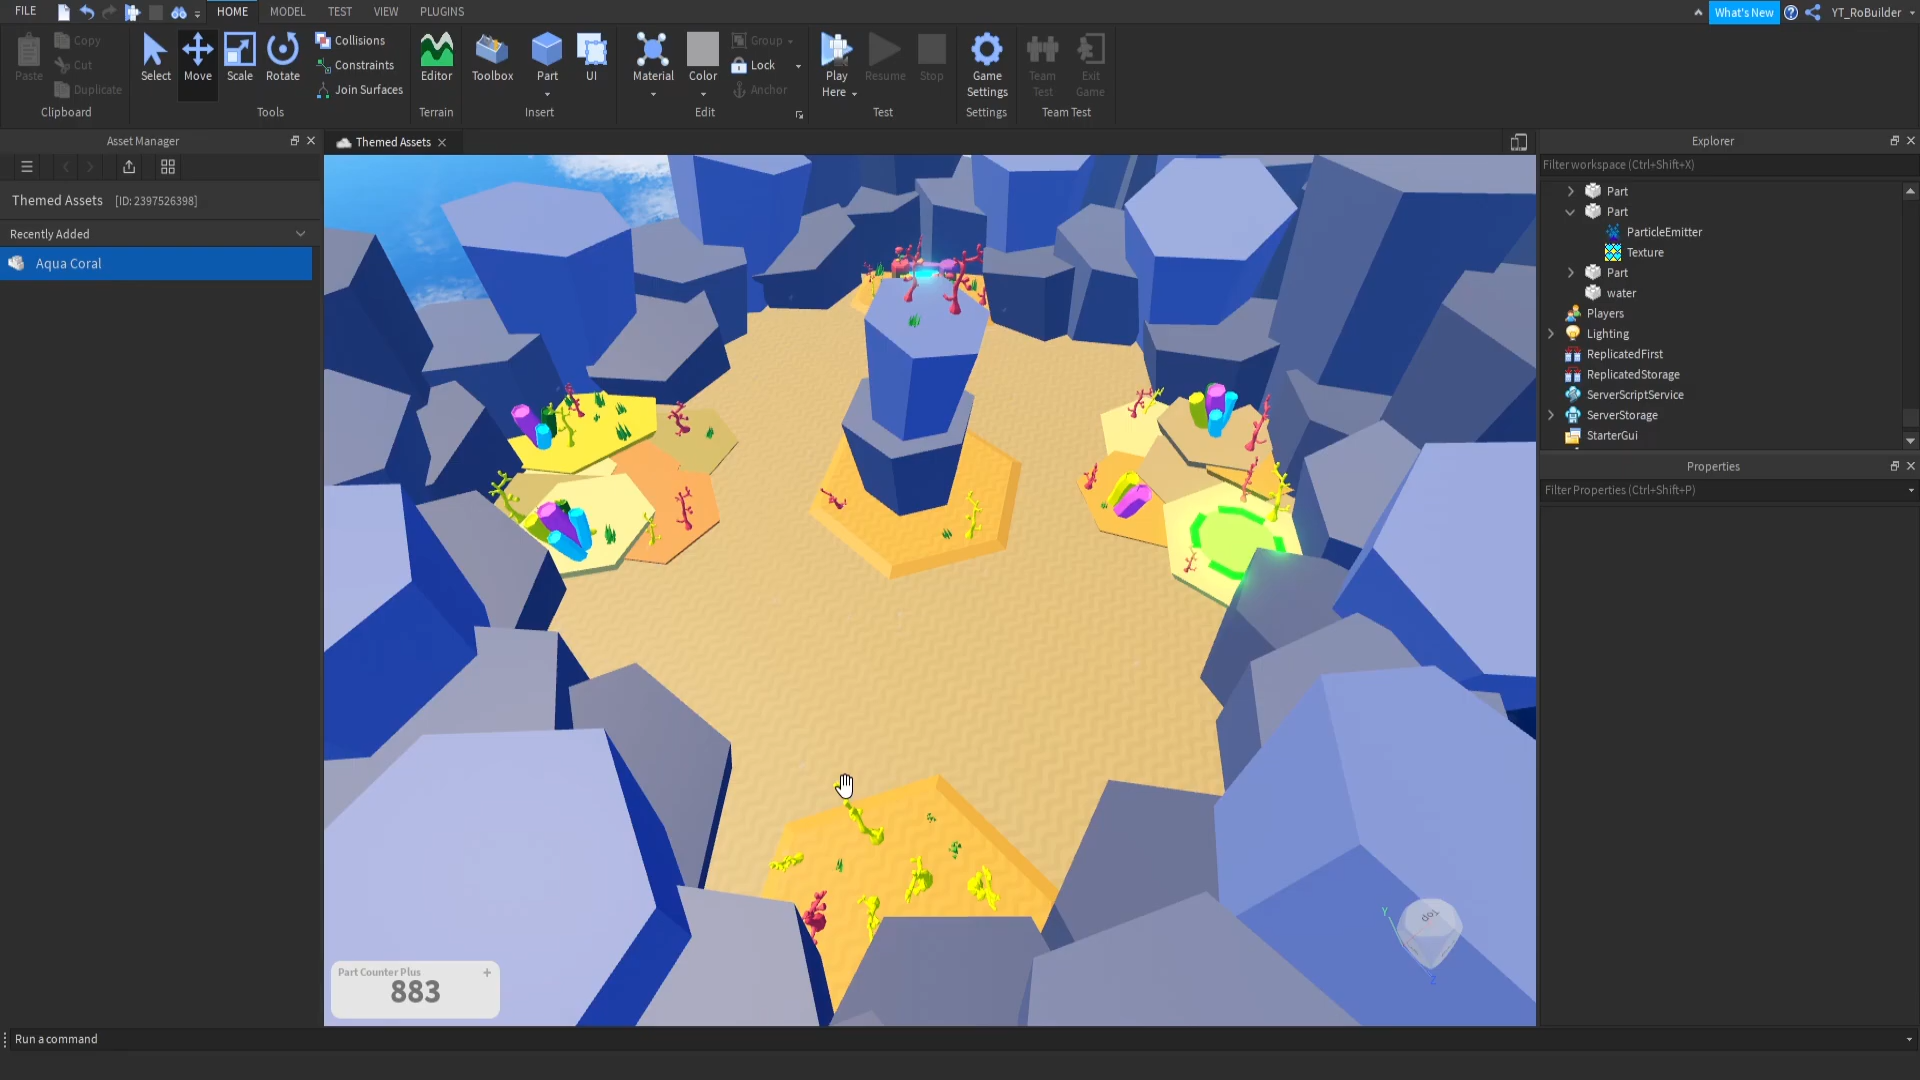 FILE HOME MODEL TEST VIEW PLUGINS What's New YT_RoBuilder
Paste Copy Cut Duplicate Clipboard
Select Move Scale Rotate Collisions Constraints Join Surfaces Tools
Editor Terrain
Toolbox Part UI Insert
Material Color Group Lock Anchor Edit
Play Here Resume Stop Test
Game Settings Settings
Team Test Exit Game Team Test
Asset Manager
Themed Assets [ID: 2397526398]
Recently Added
Aqua Coral
Themed Assets
Part Counter Plus +
883
Y
Top
Z
Explorer
Filter workspace (Ctrl+Shift+X)
Part
Part
ParticleEmitter
Texture
Part
water
Players
Lighting
ReplicatedFirst
ReplicatedStorage
ServerScriptService
ServerStorage
StarterGui
Properties
Filter Properties (Ctrl+Shift+P)
Run a command